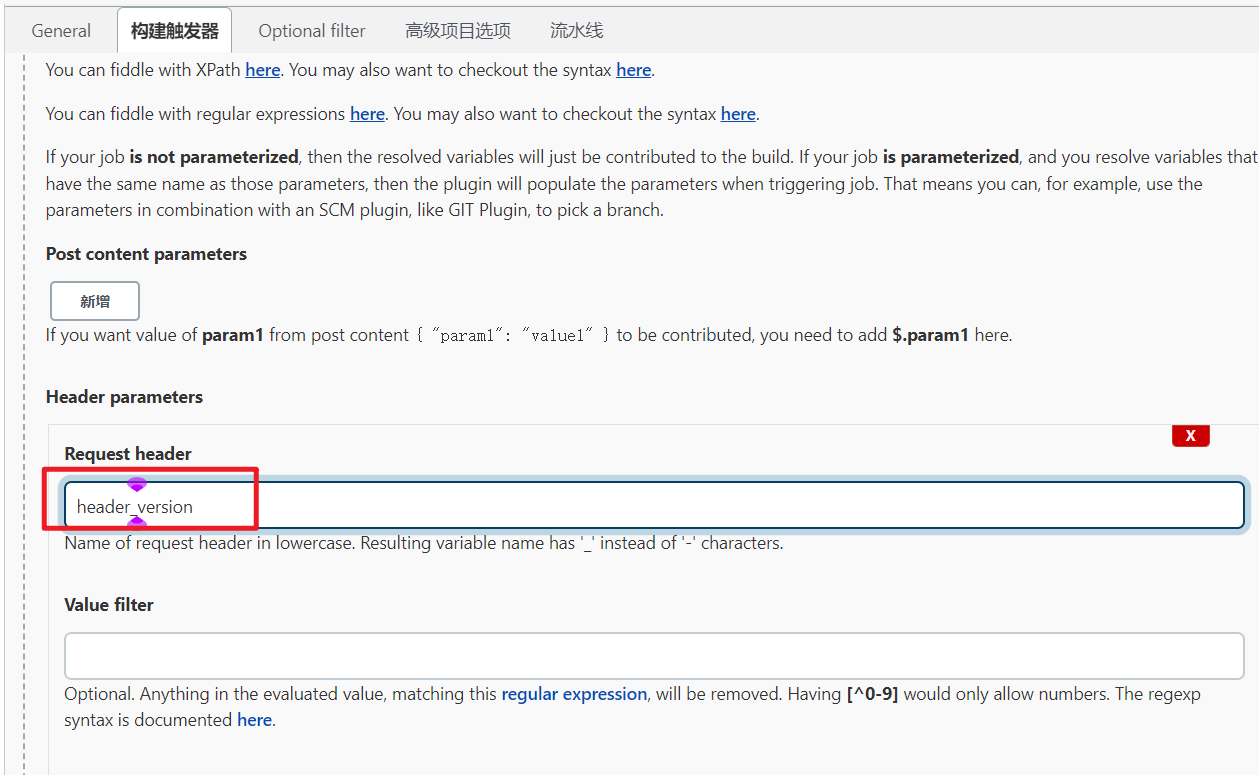 General 构建触发器 Optional filter 高级项目选项 流水线
You can fiddle with XPath here. You may also want to checkout the syntax here.
You can fiddle with regular expressions here. You may also want to checkout the syntax here.
If your job is not parameterized, then the resolved variables will just be contributed to the build. If your job is parameterized, and you resolve variables that
have the same name as those parameters, then the plugin will populate the parameters when triggering job. That means you can, for example, use the
parameters in combination with an SCM plugin, like GIT Plugin, to pick a branch.
Post content parameters
新增
If you want value of param1 from post content { "param1": "value1" } to be contributed, you need to add $.param1 here.
Header parameters
X
Request header
header_version
Name of request header in lowercase. Resulting variable name has '_' instead of '-' characters.
Value filter
Optional. Anything in the evaluated value, matching this regular expression, will be removed. Having [^0-9] would only allow numbers. The regexp
syntax is documented here.